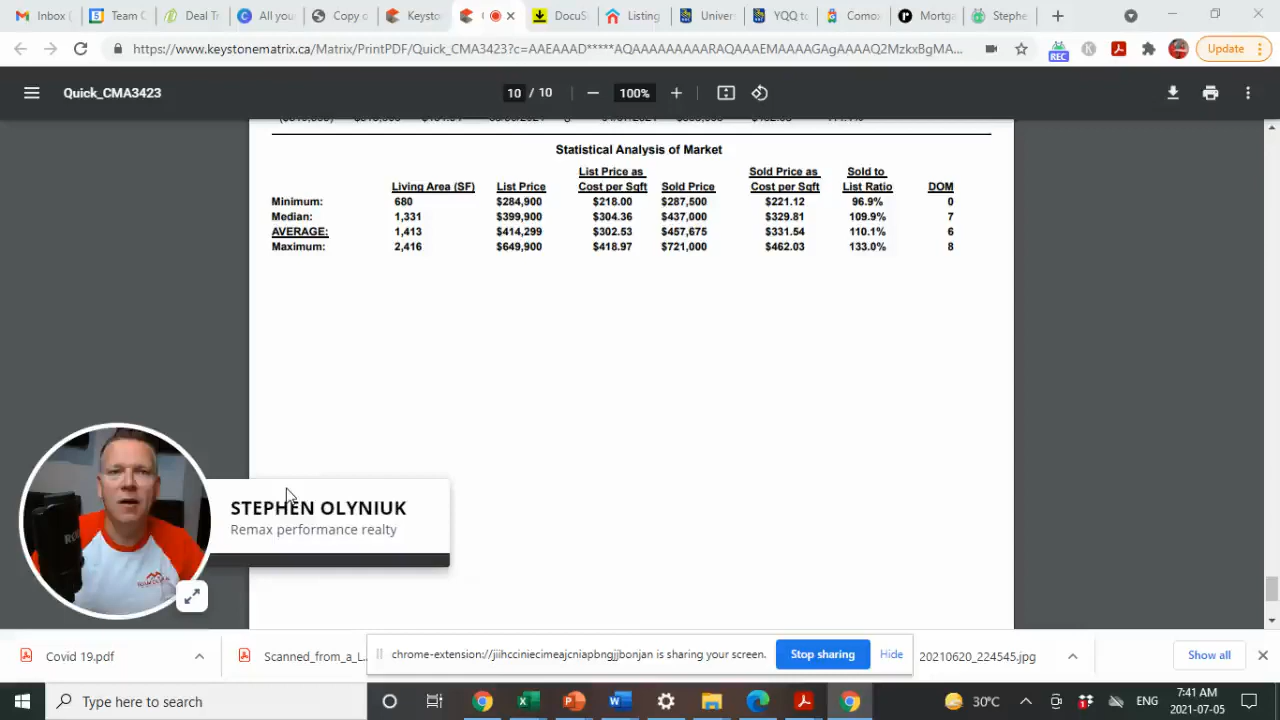 Inbox (
Team C
Deal Tr
All your
Copy o
Keysto
DocuS
Listing
Univer
YQQ to
Comox
Mortga
Stephe
https://www.keystonematrix.ca/Matrix/PrintPDF/Quick_CMA3423?c=AAEAAAD*****AQAAAAAAAAARAQAAAEMAAAAGAgAAAAQ2MzkxBgMA...
REC
Update
Quick_CMA3423
10 / 10
100%
Statistical Analysis of Market
Living Area (SF) List Price List Price as Cost per Sqft Sold Price Sold Price as Cost per Sqft Sold to List Ratio DOM
Minimum: 680 $284,900 $218.00 $287,500 $221.12 96.9% 0
Median: 1,331 $399,900 $304.36 $437,000 $329.81 109.9% 7
AVERAGE: 1,413 $414,299 $302.53 $457,675 $331.54 110.1% 6
Maximum: 2,416 $649,900 $418.97 $721,000 $462.03 133.0% 8
STEPHEN OLYNIUK
Remax performance realty
Covid 19.pdf
Scanned_from_a_L...
chrome-extension://jiihcciniecimeajcniapbngjjbonjan is sharing your screen.
Stop sharing
Hide
20210620_224545.jpg
Show all
Type here to search
30°C
ENG
7:41 AM
2021-07-05